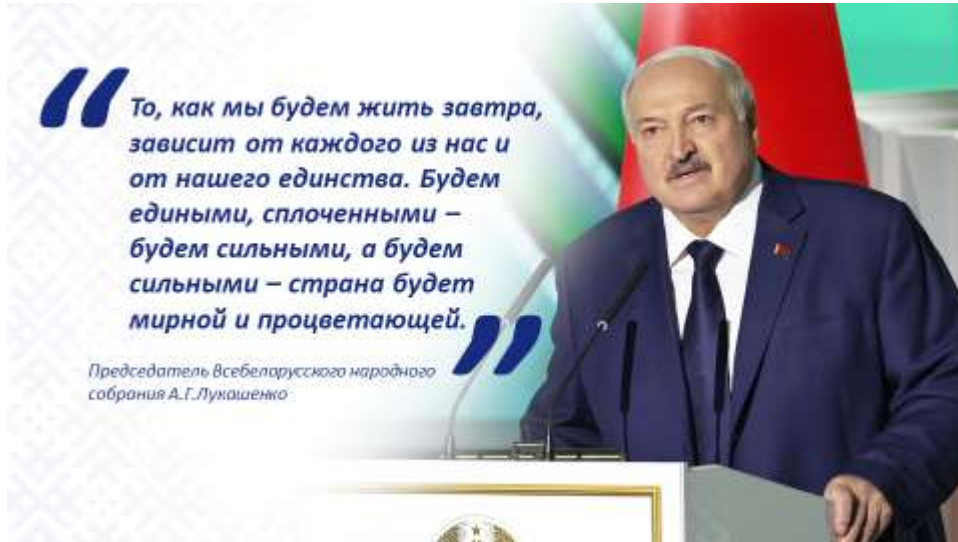 То, как мы будем жить завтра,
зависит от каждого из нас и
от нашего единства. Будем
едиными, сплоченными –
будем сильными, а будем
сильными – страна будет
мирной и процветающей.
Председатель Всебелорусского народного
собрания А.Г.Лукашенко